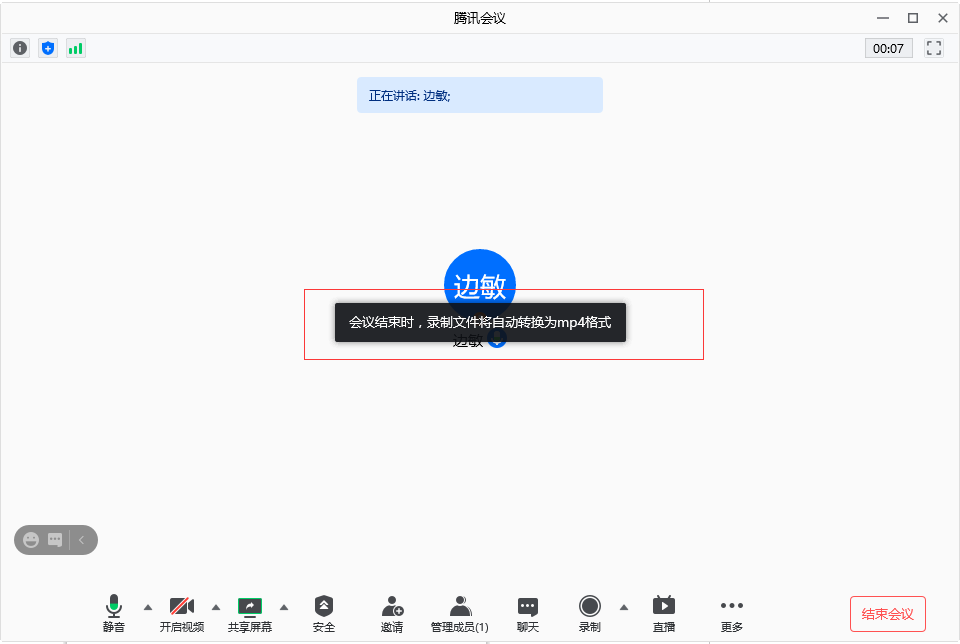 腾讯会议
00:07
正在讲话: 边敏;
边敏
会议结束时，录制文件将自动转换为mp4格式
边敏
静音
开启视频
共享屏幕
安全
邀请
管理成员(1)
聊天
录制
直播
更多
结束会议